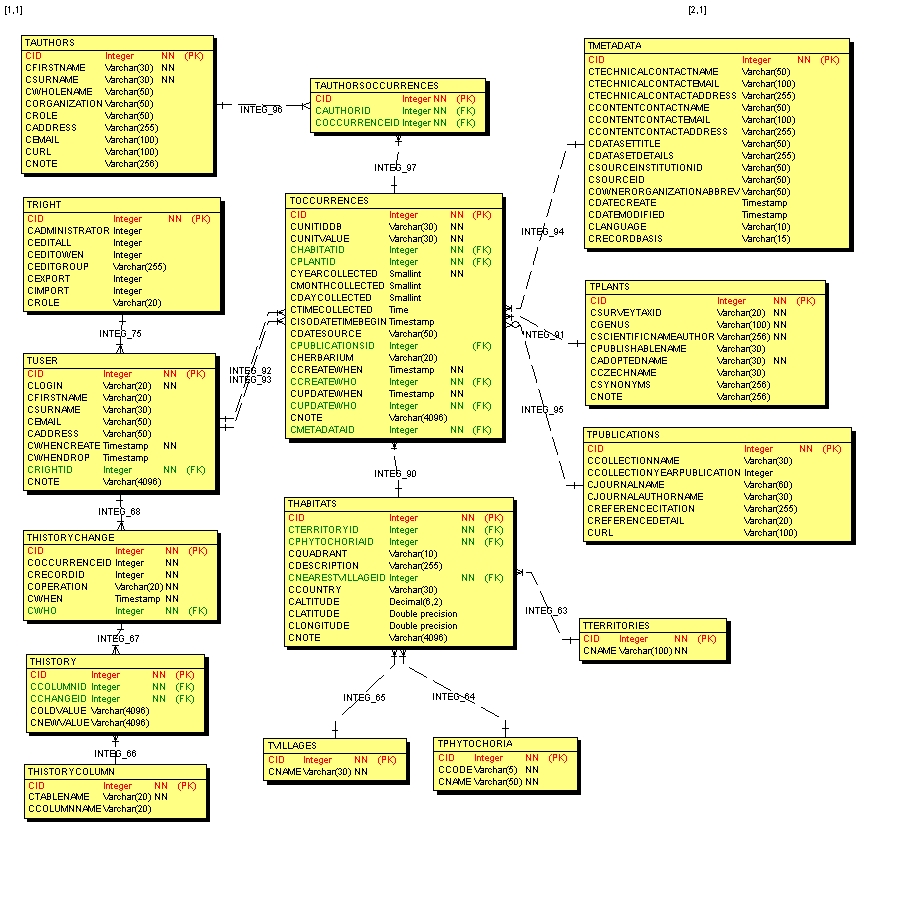 [1,1]
[2,1]
TAUTHORS
CID Integer NN (PK)
CFIRSTNAME Varchar(30) NN
CSURNAME Varchar(30) NN
CWHOLENAME Varchar(50)
CORGANIZATION Varchar(50)
CROLE Varchar(50)
CADDRESS Varchar(255)
CEMAIL Varchar(100)
CURL Varchar(100)
CNOTE Varchar(256)
INTEG_96
TAUTHORSOCCURRENCES
CID Integer NN (PK)
CAUTHORID Integer NN (FK)
COCCURRENCEID Integer NN (FK)
INTEG_97
TMETADATA
CID Integer NN (PK)
CTECHNICALCONTACTNAME Varchar(50)
CTECHNICALCONTACTEMAIL Varchar(100)
CTECHNICALCONTACTADDRESS Varchar(255)
CCONTENTCONTACTNAME Varchar(50)
CCONTENTCONTACTEMAIL Varchar(100)
CCONTENTCONTACTADDRESS Varchar(255)
CDATASETTITLE Varchar(50)
CDATASETDETAILS Varchar(255)
CSOURCEINSTITUTIONID Varchar(50)
CSOURCEID Varchar(50)
COWNERORGANIZATIONABBREV Varchar(50)
CDATECREATE Timestamp
CDATEMODIFIED Timestamp
CLANGUAGE Varchar(10)
CRECORDBASIS Varchar(15)
INTEG_94
TRIGHT
CID Integer NN (PK)
CADMINISTRATOR Integer
CEDITALL Integer
CEDITOWEN Integer
CEDITGROUP Varchar(255)
CEXPORT Integer
CIMPORT Integer
CROLE Varchar(20)
INTEG_75
TOCCURRENCES
CID Integer NN (PK)
CUNITIDDB Varchar(30) NN
CUNITVALUE Varchar(30) NN
CHABITATID Integer NN (FK)
CPLANTID Integer NN (FK)
CYEARCOLLECTED Smallint NN
CMONTHCOLLECTED Smallint
CDAYCOLLECTED Smallint
CTIMECOLLECTED Time
CISODATETIMEBEGIN Timestamp
CDATESOURCE Varchar(50)
CPUBLICATIONSID Integer (FK)
CHERBARIUM Varchar(20)
CCREATEWHEN Timestamp NN
CCREATEWHO Integer NN (FK)
CUPDATEWHEN Timestamp NN
CUPDATEWHO Integer NN (FK)
CNOTE Varchar(4096)
CMETADATAID Integer NN (FK)
INTEG_90
TPLANTS
CID Integer NN (PK)
CSURVEYTAXID Varchar(20) NN
CGENUS Varchar(100) NN
CSCIENTIFICNAMEAUTHOR Varchar(256) NN
CPUBLISHABLENAME Varchar(30)
CADOPTEDNAME Varchar(30) NN
CCZECHNAME Varchar(30)
CSYNONYMS Varchar(256)
CNOTE Varchar(256)
INTEG_91
INTEG_95
TUSER
CID Integer NN (PK)
CLOGIN Varchar(20) NN
CFIRTNAME Varchar(20)
CSURNAME Varchar(30)
CEMAIL Varchar(50)
CADDRESS Varchar(50)
CWHENCREATE Timestamp NN
CWHENDROP Timestamp
CRIGHTID Integer NN (FK)
CNOTE Varchar(4096)
INTEG_92
INTEG_93
INTEG_68
TPUBLICATIONS
CID Integer NN (PK)
CCOLLECTIONNAME Varchar(30)
CCOLLECTIONYEARPUBLICATION Integer
CJOURNALNAME Varchar(60)
CJOURNALAUTHORNAME Varchar(30)
CREFERENCECITATION Varchar(255)
CREFERENCEDETAIL Varchar(20)
CURL Varchar(100)
THABITATS
CID Integer NN (PK)
CTERRITORYID Integer NN (FK)
CPHYTOCHORIAID Integer NN (FK)
CQUADRANT Varchar(10)
CDESCRIPTION Varchar(255)
CNEARESTVILLAGEID Integer NN (FK)
CCOUNTRY Varchar(30)
CALTITUDE Decimal(6,2)
CLATITUDE Double precision
CLONGITUDE Double precision
CNOTE Varchar(4096)
THISTORYCHANGE
CID Integer NN (PK)
COCCURRENCEID Integer NN
CRECORDID Integer NN
COPERATION Varchar(20) NN
CWHEN Timestamp NN
CWHO Integer NN (FK)
INTEG_67
INTEG_63
TTERRITORIES
CID Integer NN (PK)
CNAME Varchar(100) NN
THISTORY
CID Integer NN (PK)
CCOLUMNID Integer NN (FK)
CCHANGEID Integer NN (FK)
COLDVALUE Varchar(4096)
CNEWVALUE Varchar(4096)
INTEG_66
INTEG_65
INTEG_64
TVILLAGES
CID Integer NN (PK)
CNAME Varchar(30) NN
TPHYTOCHORIA
CID Integer NN (PK)
CCODE Varchar(5) NN
CNAME Varchar(50) NN
THISTORYCOLUMN
CID Integer NN (PK)
CTABLENAME Varchar(20) NN
CCOLUMNNAME Varchar(20)